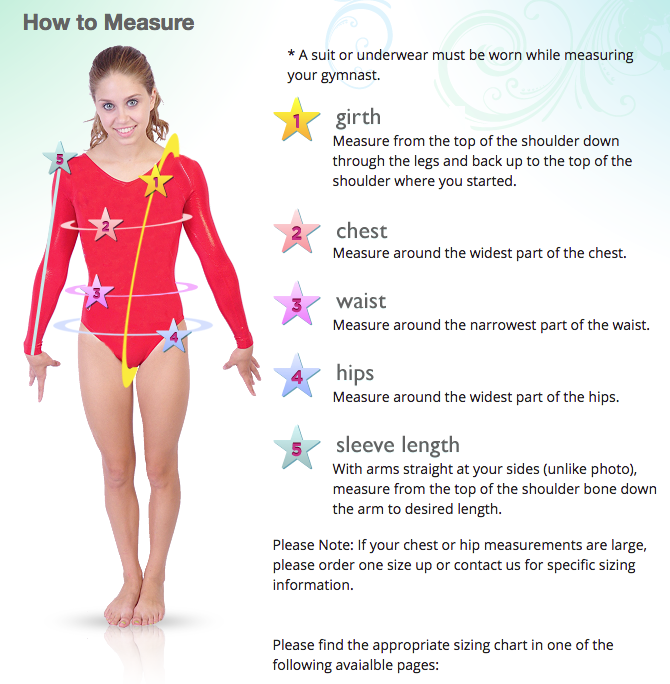 How to Measure
* A suit or underwear must be worn while measuring
your gymnast.
1 girth
Measure from the top of the shoulder down
through the legs and back up to the top of the
shoulder where you started.
2 chest
Measure around the widest part of the chest.
3 waist
Measure around the narrowest part of the waist.
4 hips
Measure around the widest part of the hips.
5 sleeve length
With arms straight at your sides (unlike photo),
measure from the top of the shoulder bone down
the arm to desired length.
Please Note: If your chest or hip measurements are large,
please order one size up or contact us for specific sizing
information.
Please find the appropriate sizing chart in one of the
following avaialble pages:
5
1
2
3
4